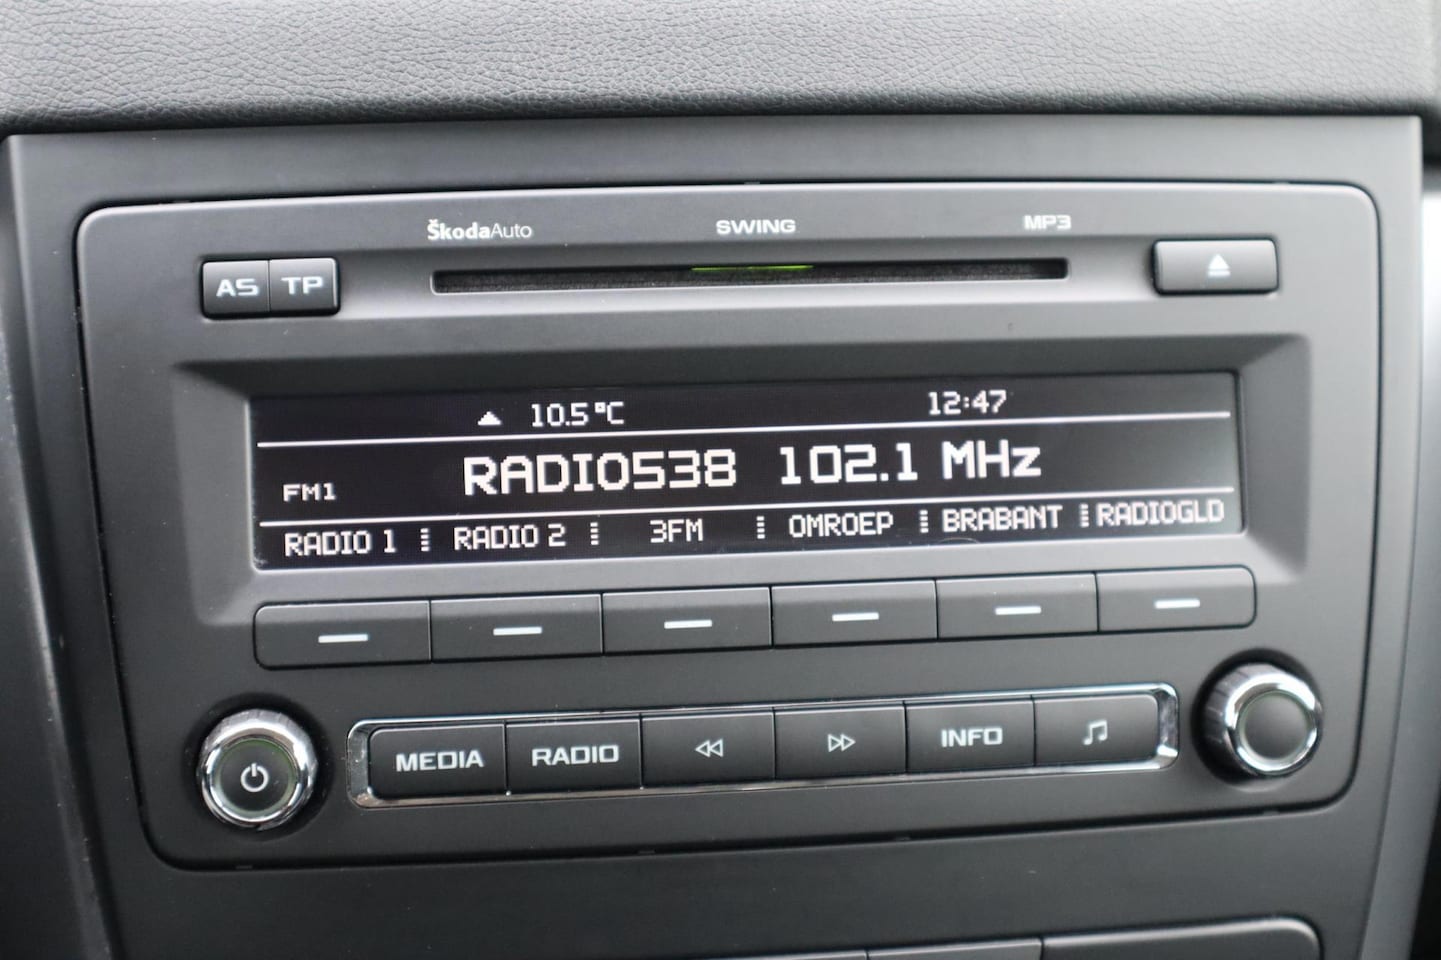 ŠkodaAuto SWING MP3
AS TP
10.5°C 12:47
FM1 RADIO538 102.1 MHz
RADIO 1 RADIO 2 3FM OMROEP BRABANT RADIOGLD
MEDIA RADIO INFO